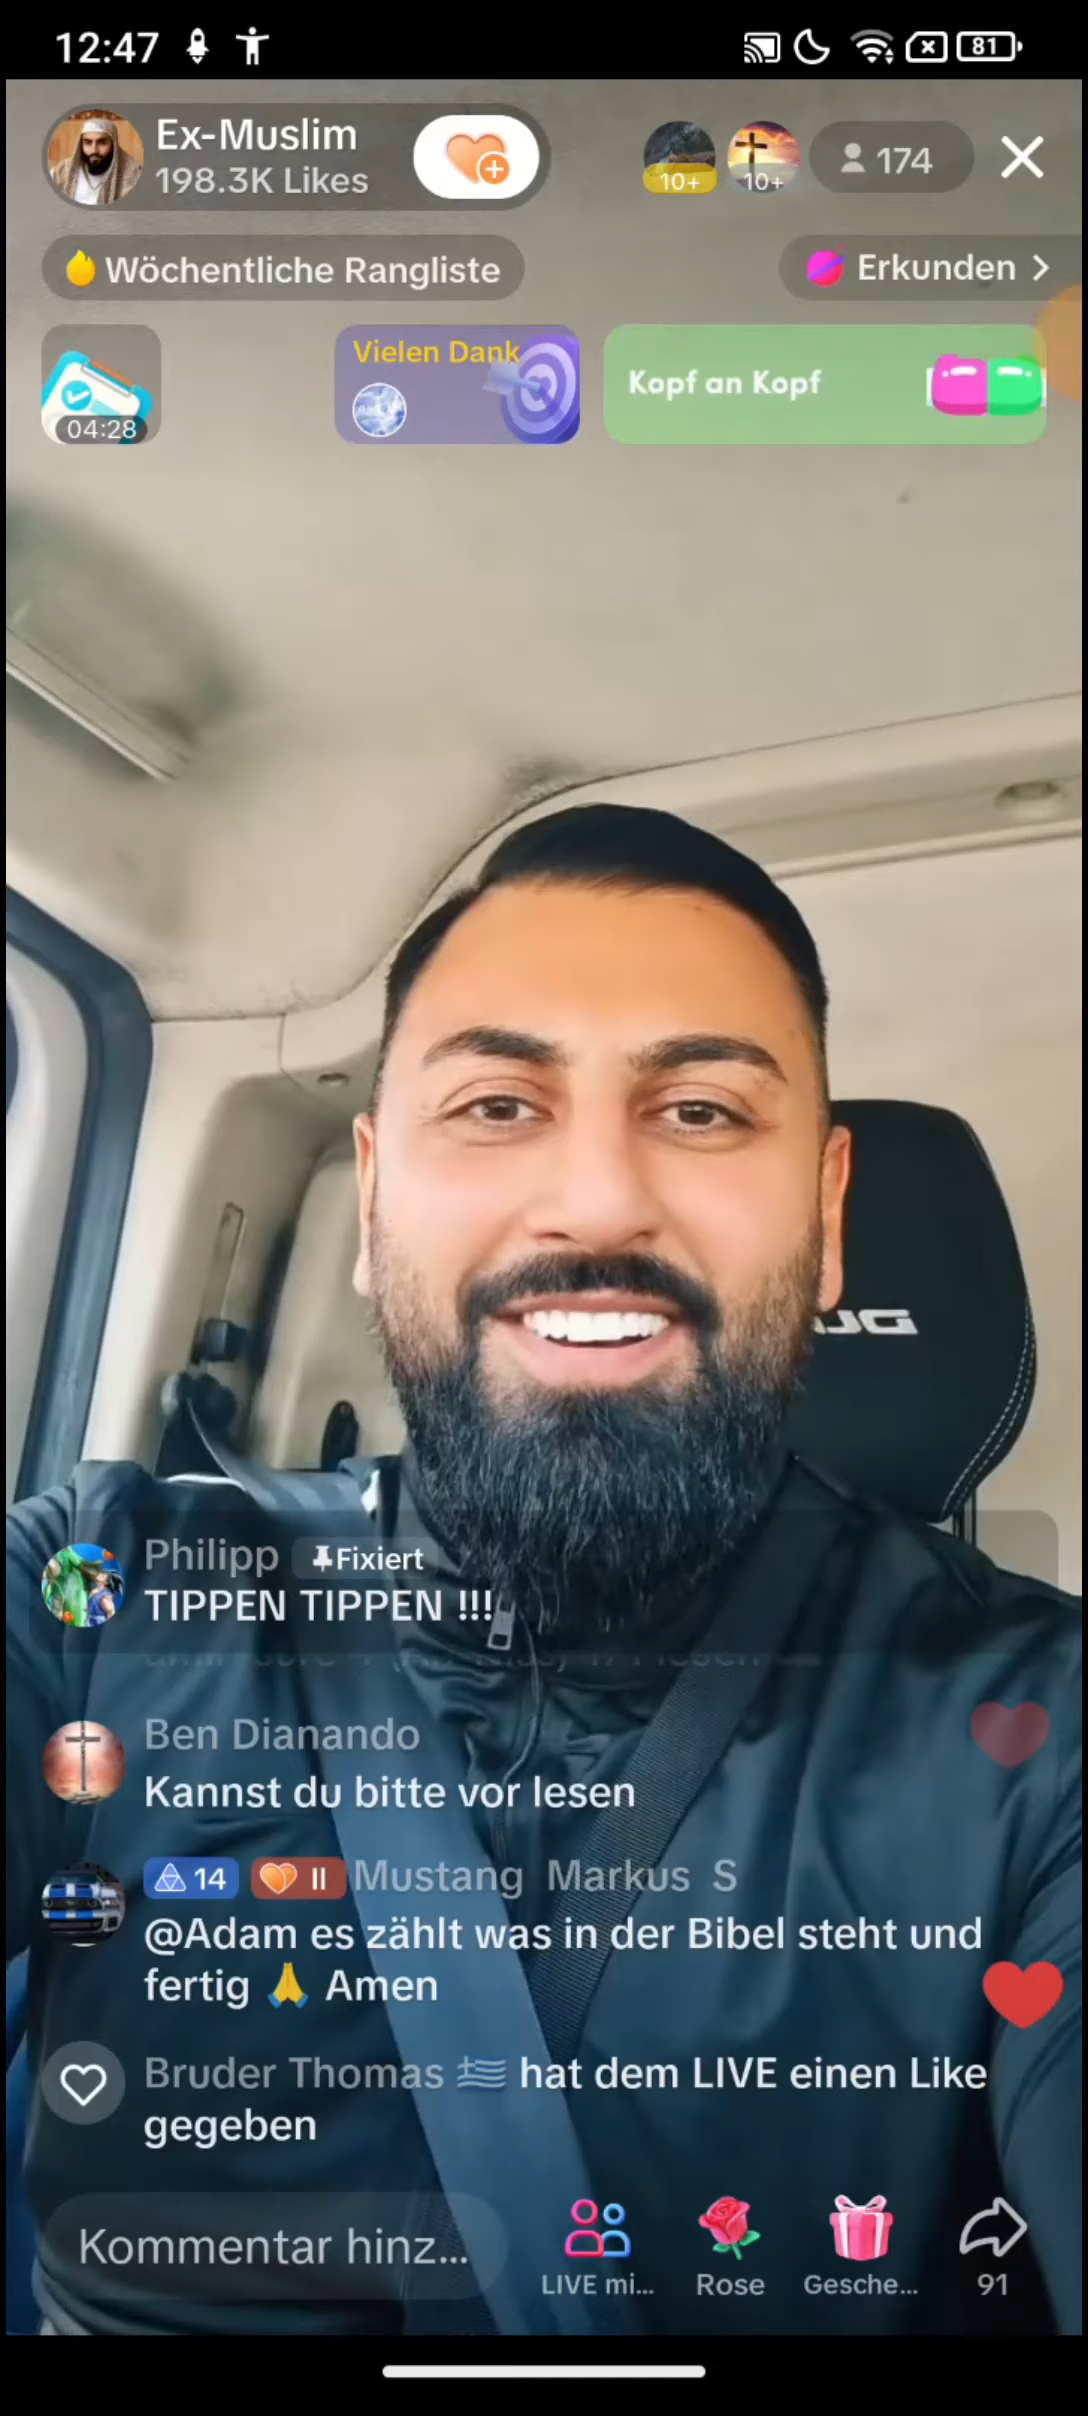 12:47
81
Ex-Muslim
198.3K Likes
10+
10+
174
Wöchentliche Rangliste
Erkunden >
04:28
Vielen Dank
Kopf an Kopf
Philipp Fixiert
TIPPEN TIPPEN !!!
Ben Dianando
Kannst du bitte vor lesen
14 II Mustang Markus S
@Adam es zählt was in der Bibel steht und
fertig 🙏 Amen
Bruder Thomas 🇬🇷 hat dem LIVE einen Like
gegeben
Kommentar hinz...
LIVE mi...
Rose
Gesche...
91